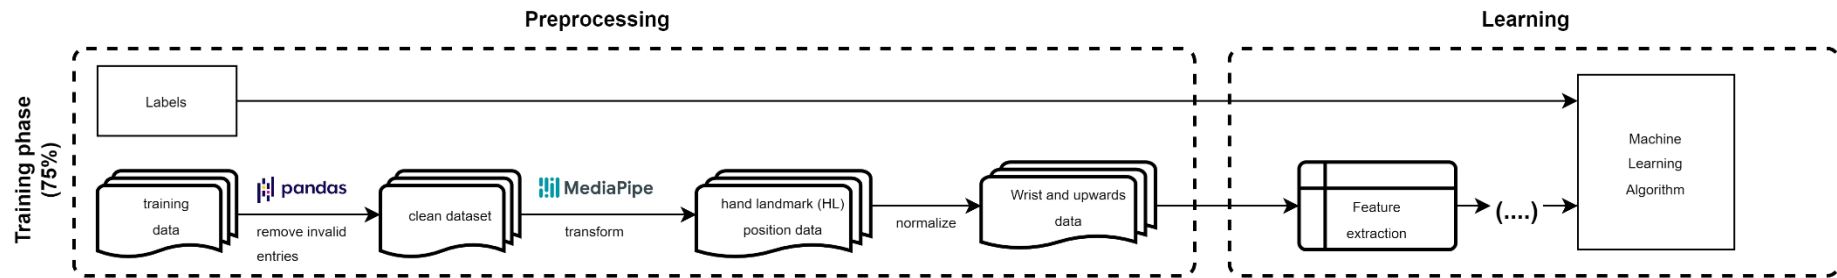 Preprocessing
Learning
Training phase
(75%)
Labels
Machine
Learning
Algorithm
training
data
pandas
remove invalid
entries
clean dataset
MediaPipe
transform
hand landmark (HL)
position data
normalize
Wrist and upwards
data
Feature
extraction
(....)